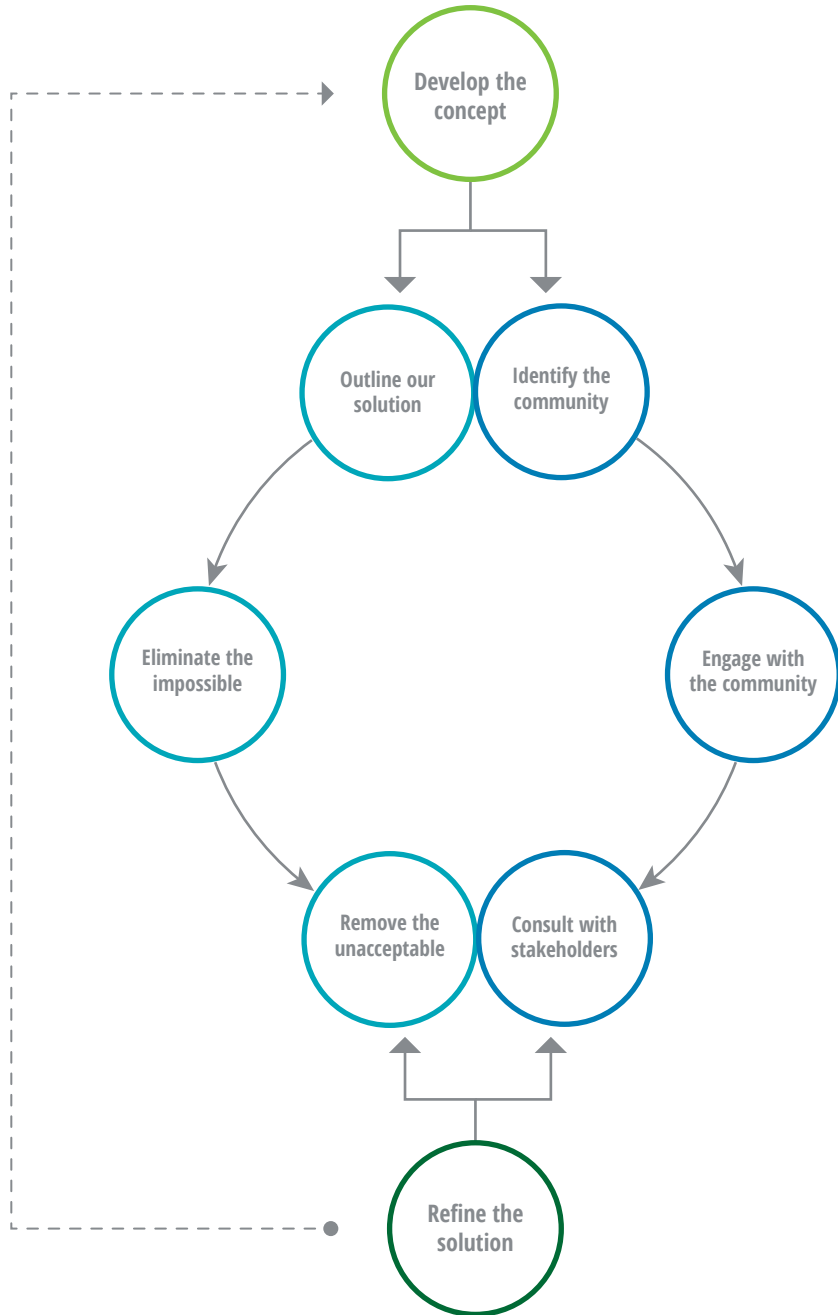 Develop the
concept
Outline our
solution
Identify the
community
Eliminate the
impossible
Engage with
the community
Remove the
unacceptable
Consult with
stakeholders
Refine the
solution